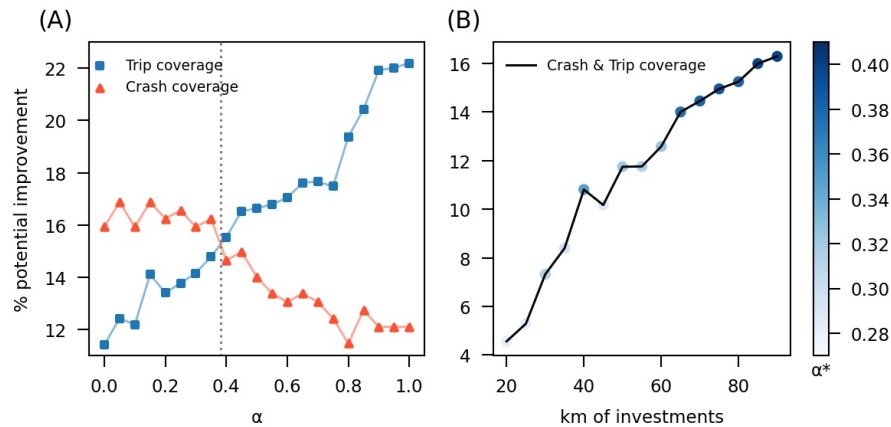 (A)
Trip coverage
Crash coverage
% potential improvement
22
20
18
16
14
12
0.0 0.2 0.4 0.6 0.8 1.0
α
(B)
Crash & Trip coverage
16
14
12
10
8
6
4
20 40 60 80
km of investments
0.40
0.38
0.36
0.34
0.32
0.30
0.28
α*